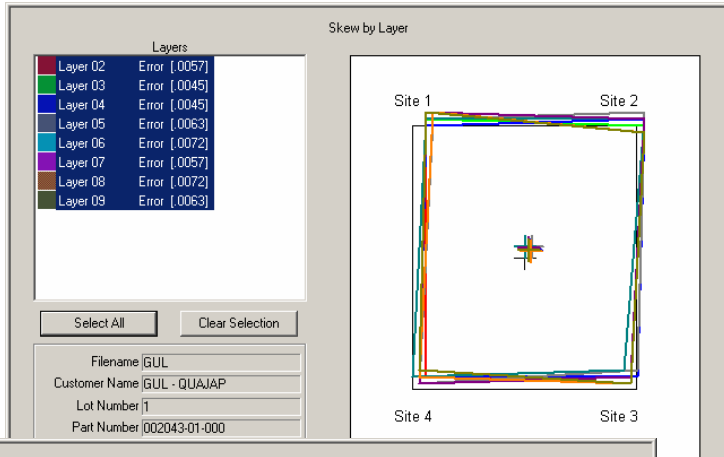 Skew by Layer
Layers
Layer 02 Error [.0057]
Layer 03 Error [.0045]
Layer 04 Error [.0045]
Layer 05 Error [.0063]
Layer 06 Error [.0072]
Layer 07 Error [.0057]
Layer 08 Error [.0072]
Layer 09 Error [.0063]
Select All Clear Selection
Filename GUL
Customer Name GUL - QUAJAP
Lot Number 1
Part Number 002043-01-000
Site 1 Site 2
Site 4 Site 3